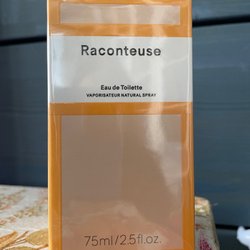 Raconteuse
Eau de Toilette
VAPORISATEUR NATURAL SPRAY
75ml/2.5fl.oz.